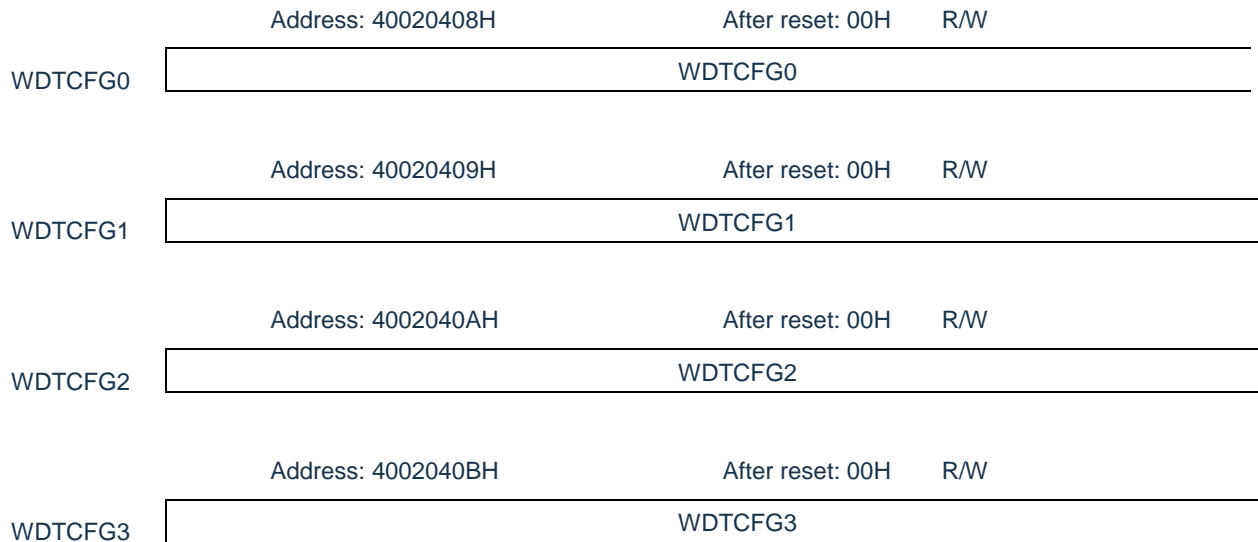 Address: 40020408H After reset: 00H R/W
WDTCFG0 WDTCFG0
Address: 40020409H After reset: 00H R/W
WDTCFG1 WDTCFG1
Address: 4002040AH After reset: 00H R/W
WDTCFG2 WDTCFG2
Address: 4002040BH After reset: 00H R/W
WDTCFG3 WDTCFG3